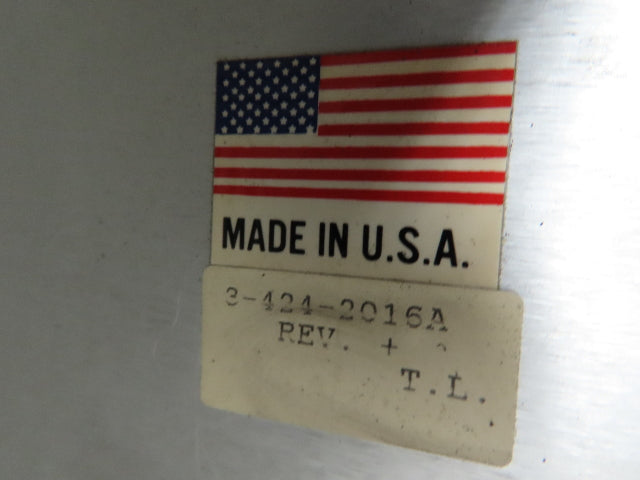 MADE IN U.S.A.
3-424-2016A
REV. +
T.L.